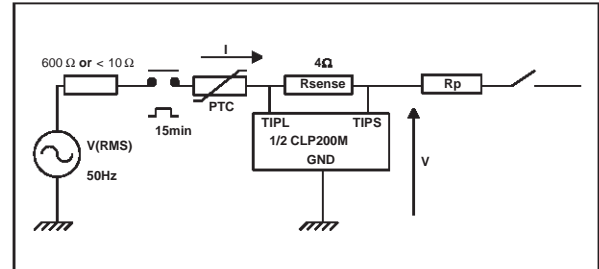 600 Ω or < 10 Ω
I
4Ω
Rsense
Rp
PTC
15min
TIPL TIPS
1/2 CLP200M
GND
V(RMS)
50Hz
V